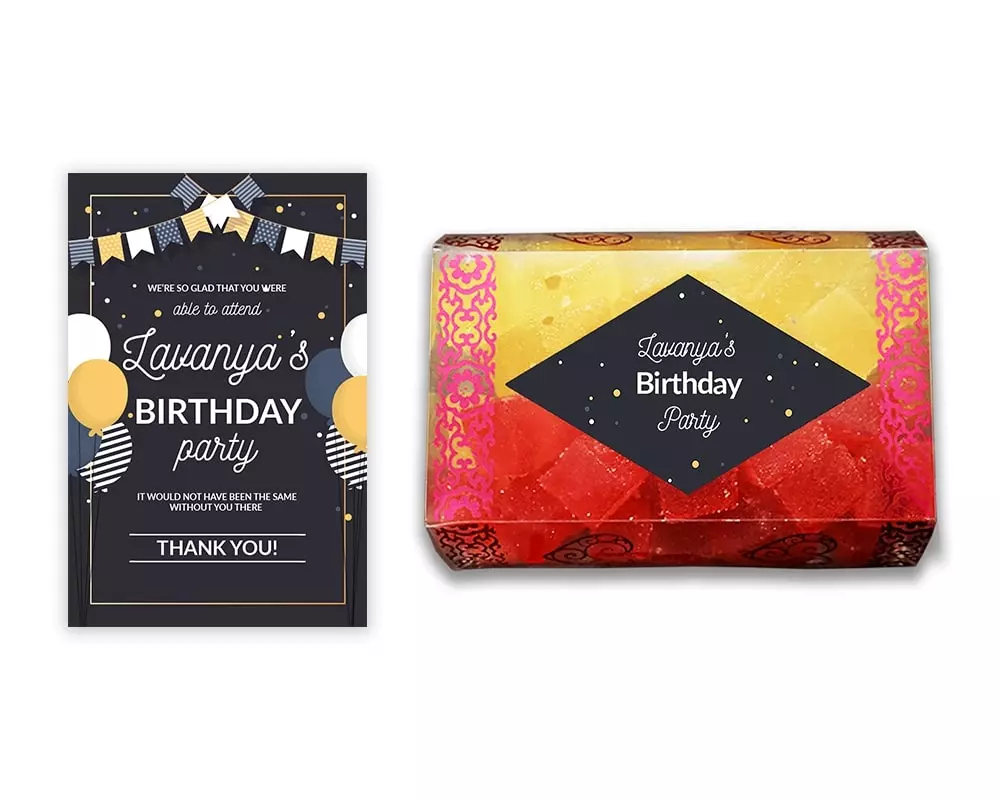 WE'RE SO GLAD THAT YOU WERE
able to attend
Lavanya's
BIRTHDAY
party
IT WOULD NOT HAVE BEEN THE SAME
WITHOUT YOU THERE
THANK YOU!
Lavanya's
Birthday
Party